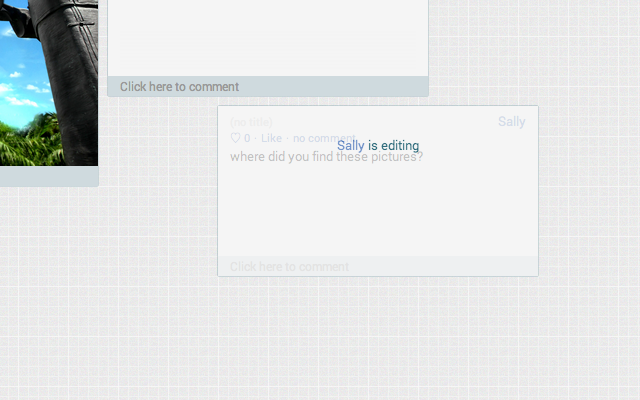 Click here to comment
(no title)
Sally
♡ 0 · Like · no comment
Sally is editing
where did you find these pictures?
Click here to comment